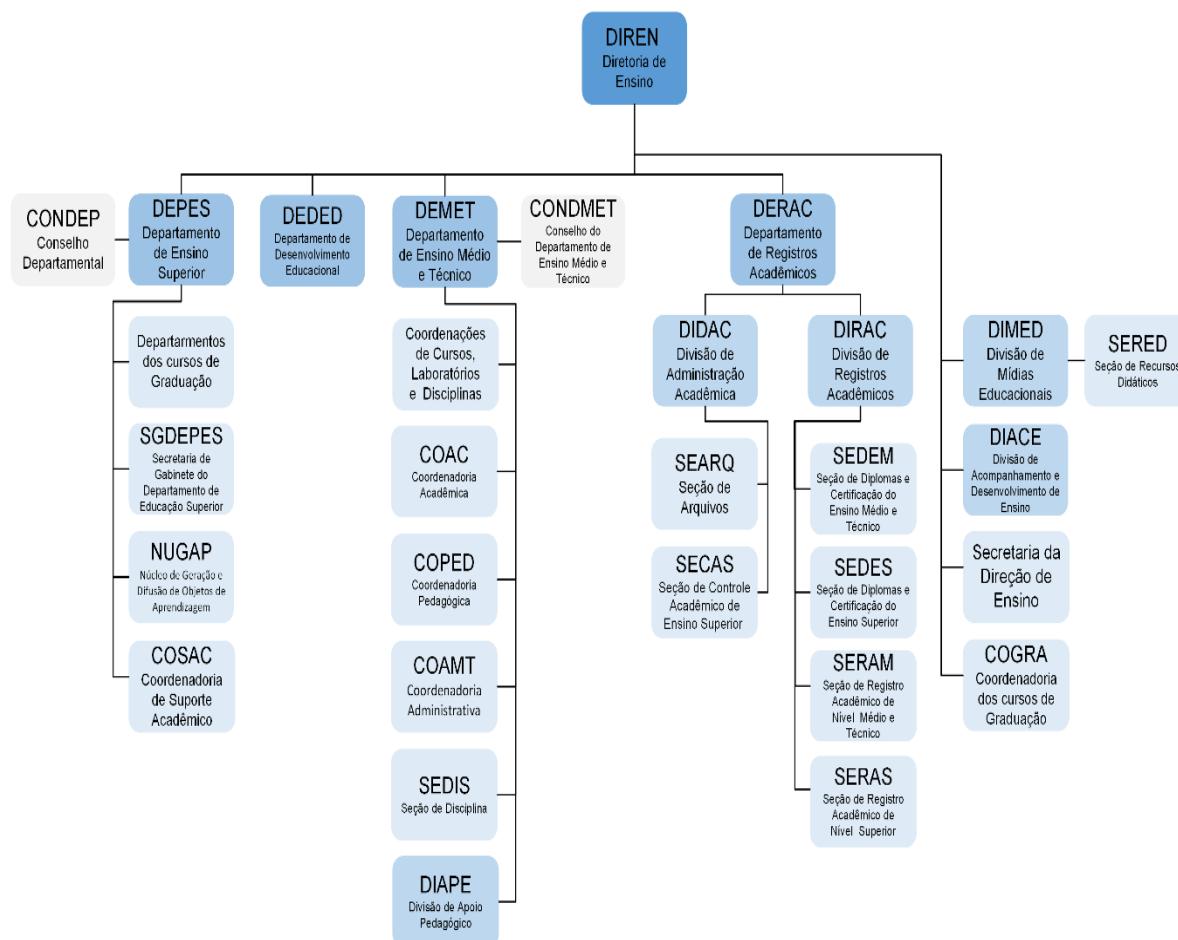 DIREN
Diretoria de
Ensino
CONDEP
Conselho
Departamental
DEPES
Departamento
de Ensino
Superior
DEDED
Departamento de
Desenvolvimento
Educacional
DEMET
Departamento
de Ensino Médio
e Técnico
CONDMET
Conselho do
Departamento de
Ensino Médio e
Técnico
DERAC
Departamento
de Registros
Acadêmicos
Departarmentos
dos cursos de
Graduação
SGDEPES
Secretaria de
Gabinete do
Departamento de
Educação Superior
NUGAP
Núcleo de Geração e
Difusão de Objetos de
Aprendizagem
COSAC
Coordenadoria
de Suporte
Acadêmico
Coordenações
de Cursos,
Laboratórios
e Disciplinas
COAC
Coordenadoria
Acadêmica
COPED
Coordenadoria
Pedagógica
COAMT
Coordenadoria
Administrativa
SEDIS
Seção de Disciplina
DIAPE
Divisão de Apoio
Pedagógico
DIDAC
Divisão de
Administração
Acadêmica
SEARQ
Seção de
Arquivos
SECAS
Seção de Controle
Acadêmico de
Ensino Superior
DIRAC
Divisão de
Registros
Acadêmicos
SEDEM
Seção de Diplomas e
Certificação do
Ensino Médio e
Técnico
SEDES
Seção de Diplomas e
Certificação do
Ensino Superior
SERAM
Seção de Registro
Acadêmico de
Nível Médio e
Técnico
SERAS
Seção de Registro
Acadêmico de
Nível Superior
DIMED
Divisão de
Mídias
Educacionais
SERED
Seção de Recursos
Didáticos
DIACE
Divisão de
Acompanhamento e
Desenvolvimento de
Ensino
Secretaria da
Direção de
Ensino
COGRA
Coordenadoria
dos cursos de
Graduação